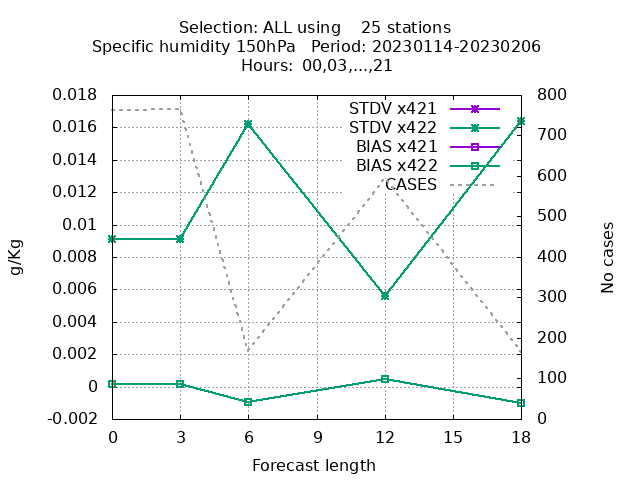 Selection: ALL using    25 stations
Specific humidity 150hPa   Period: 20230114-20230206
Hours:  00,03,...,21
STDV x421
STDV x422
BIAS x421
BIAS x422
CASES
0.018
0.016
0.014
0.012
0.01
0.008
0.006
0.004
0.002
0
-0.002
g/Kg
800
700
600
500
400
300
200
100
0
No cases
0 3 6 9 12 15 18
Forecast length